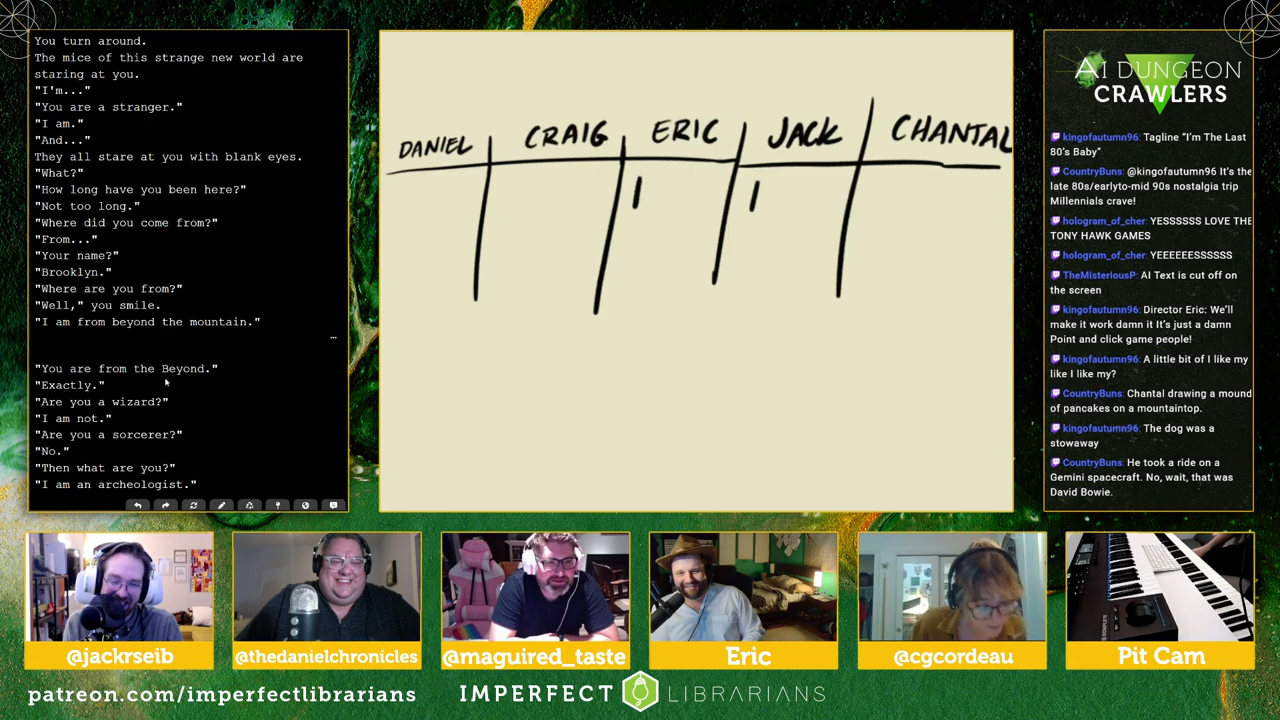 You turn around.
The mice of this strange new world are
staring at you.
"I'm..."
"You are a stranger."
"I am."
"And..."
They all stare at you with blank eyes.
"What?"
"How long have you been here?"
"Not too long."
"Where did you come from?"
"From..."
"Your name?"
"Brooklyn."
"Where are you from?"
"Well," you smile.
"I am from beyond the mountain."
…
"You are from the Beyond."
"Exactly."
"Are you a wizard?"
"I am not."
"Are you a sorcerer?"
"No."
"Then what are you?"
"I am an archeologist."
DANIEL CRAIG ERIC JACK CHANTAL
AI DUNGEON
CRAWLERS
kingofautumn96: Tagline “I'm The Last
80's Baby”
CountryBuns: @kingofautumn96 It's the
late 80s/earlyto-mid 90s nostalgia trip
Millennials crave!
hologram_of_cher: YESSSSSS LOVE THE
TONY HAWK GAMES
hologram_of_cher: YEEEEEESSSSSS
TheMisteriousP: AI Text is cut off on
the screen
kingofautumn96: Director Eric: We'll
make it work damn it It's just a damn
Point and click game people!
kingofautumn96: A little bit of I like my
like I like my?
CountryBuns: Chantal drawing a mound
of pancakes on a mountaintop.
kingofautumn96: The dog was a
stowaway
CountryBuns: He took a ride on a
Gemini spacecraft. No, wait, that was
David Bowie.
@jackrseib
@thedanielchronicles
@maguired_taste
Eric
@cgcordeau
Pit Cam
patreon.com/imperfectlibrarians
IMPERFECT LIBRARIANS